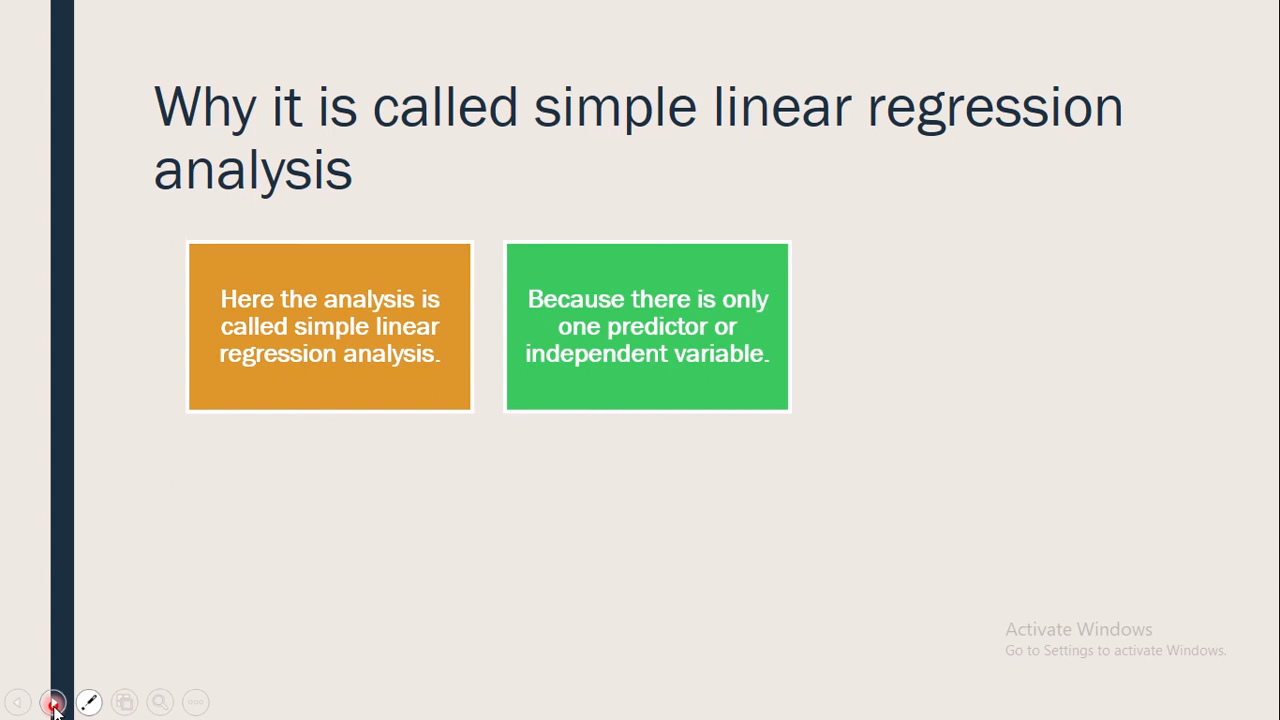 Why it is called simple linear regression
analysis
Here the analysis is
called simple linear
regression analysis.
Because there is only
one predictor or
independent variable.
Activate Windows
Go to Settings to activate Windows.